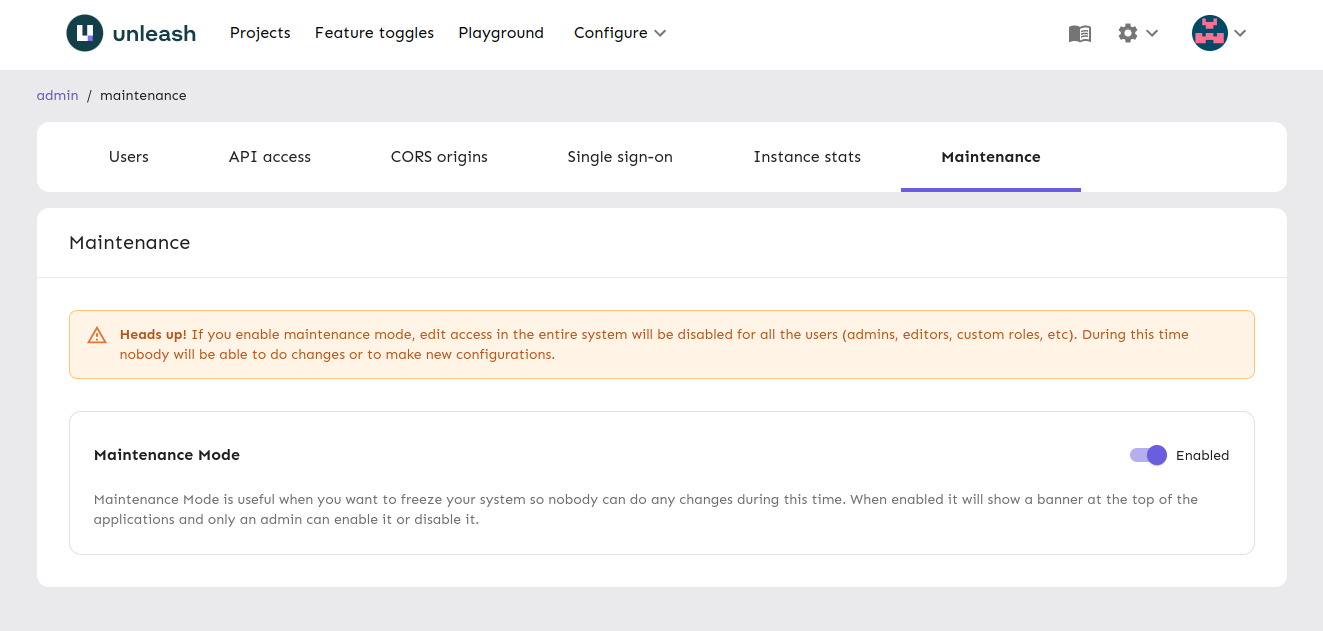 unleash Projects Feature toggles Playground Configure
admin / maintenance
Users API access CORS origins Single sign-on Instance stats Maintenance
Maintenance
Heads up! If you enable maintenance mode, edit access in the entire system will be disabled for all the users (admins, editors, custom roles, etc). During this time
nobody will be able to do changes or to make new configurations.
Maintenance Mode Enabled
Maintenance Mode is useful when you want to freeze your system so nobody can do any changes during this time. When enabled it will show a banner at the top of the
applications and only an admin can enable it or disable it.